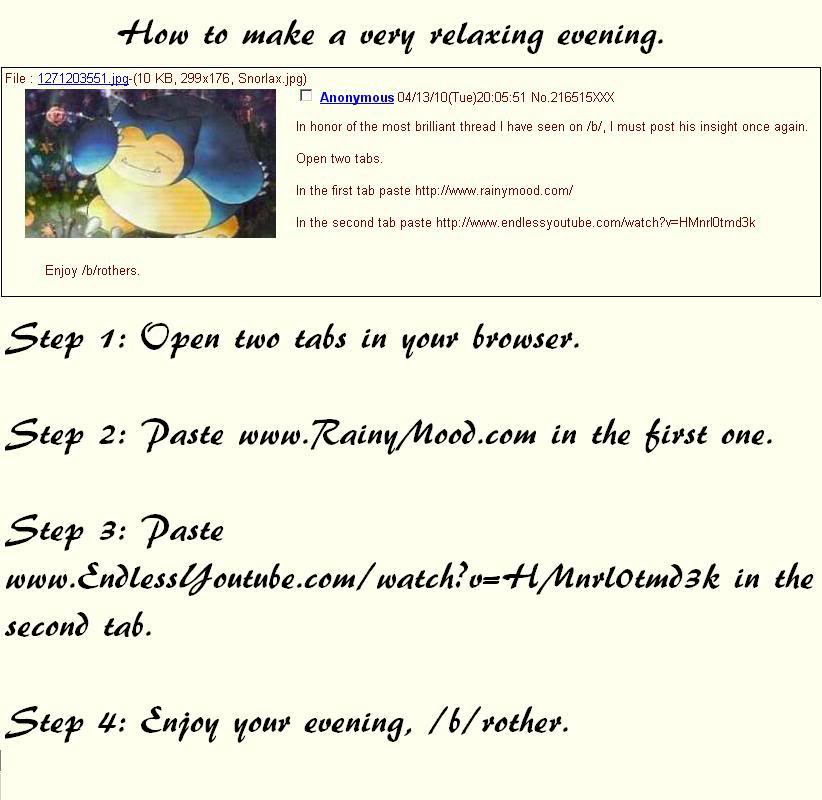 How to make a very relaxing evening.
File : 1271203551.jpg-(10 KB, 299x176, Snorlax.jpg)
Anonymous 04/13/10(Tue)20:05:51 No.216515XXX
In honor of the most brilliant thread I have seen on /b/, I must post his insight once again.
Open two tabs.
In the first tab paste http://www.rainymood.com/
In the second tab paste http://www.endlessyoutube.com/watch?v=HMnrl0tmd3k
Enjoy /b/rothers.
Step 1: Open two tabs in your browser.
Step 2: Paste www.RainyMood.com in the first one.
Step 3: Paste
www.EndlessYoutube.com/watch?v=HMnrl0tmd3k in the
second tab.
Step 4: Enjoy your evening, /b/rother.